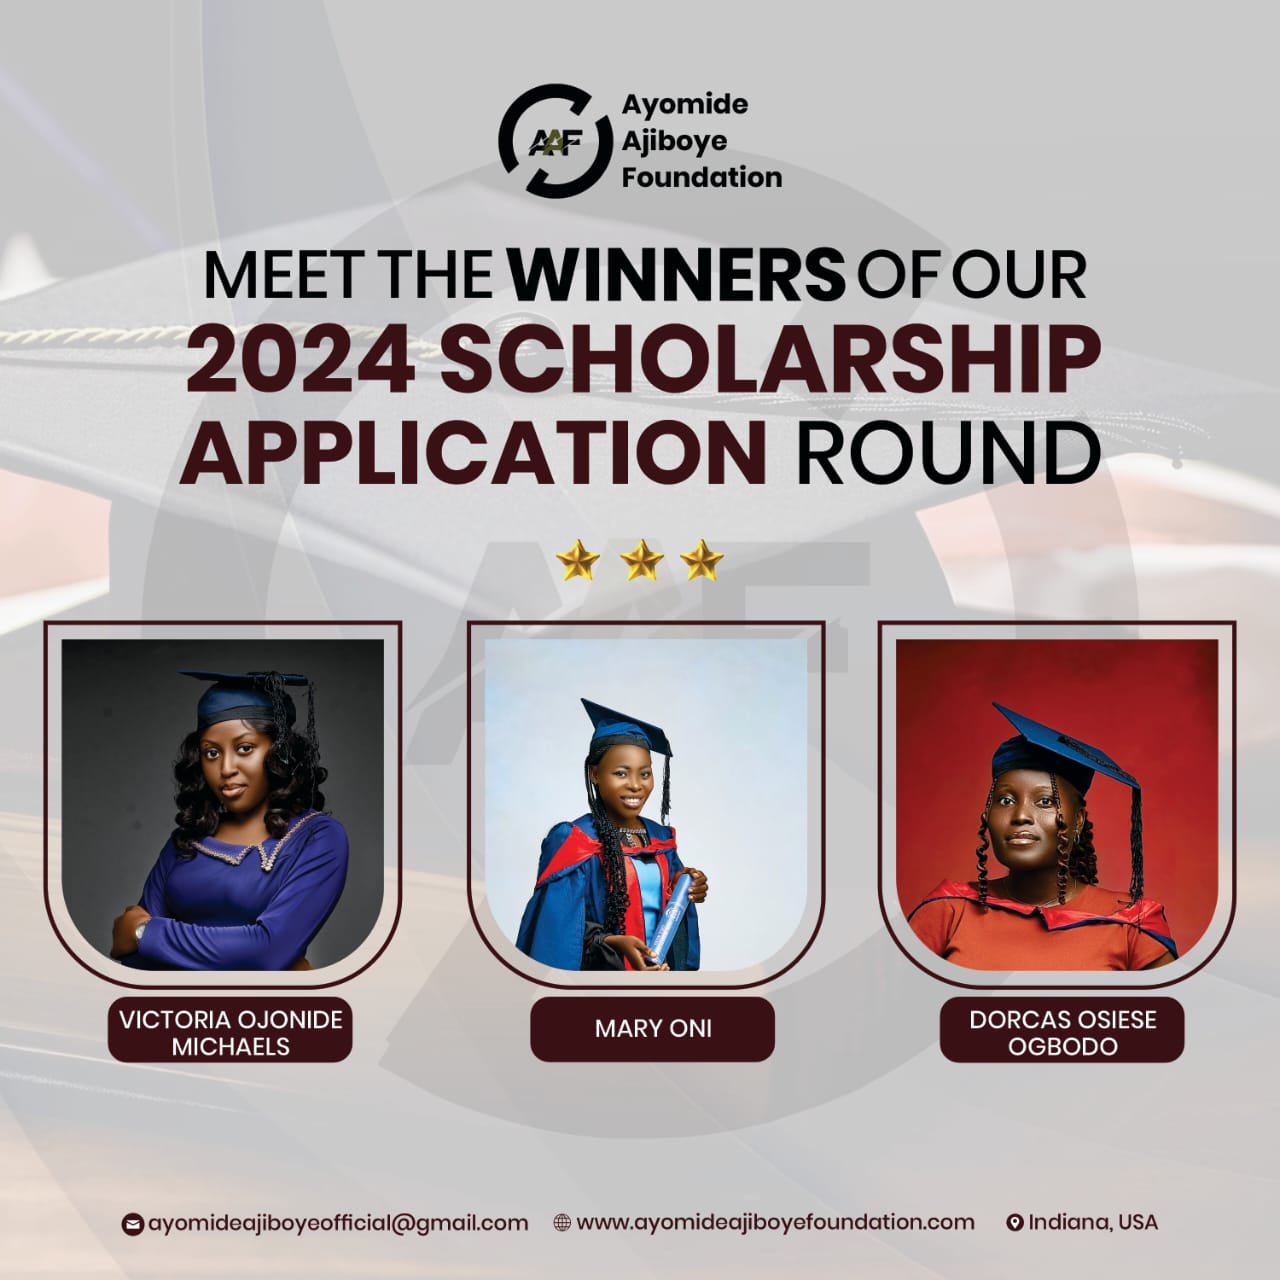 AAF
Ayomide
Ajiboye
Foundation
MEET THE WINNERS OF OUR
2024 SCHOLARSHIP
APPLICATION ROUND
VICTORIA OJONIDE
MICHAELS
MARY ONI
DORCAS OSIESE
OGBODO
ayomideajiboyeofficial@gmail.com
www.ayomideajiboyefoundation.com
Indiana, USA